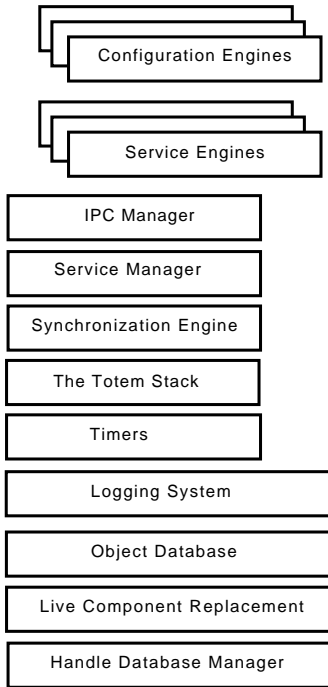 Configuration Engines
Service Engines
IPC Manager
Service Manager
Synchronization Engine
The Totem Stack
Timers
Logging System
Object Database
Live Component Replacement
Handle Database Manager